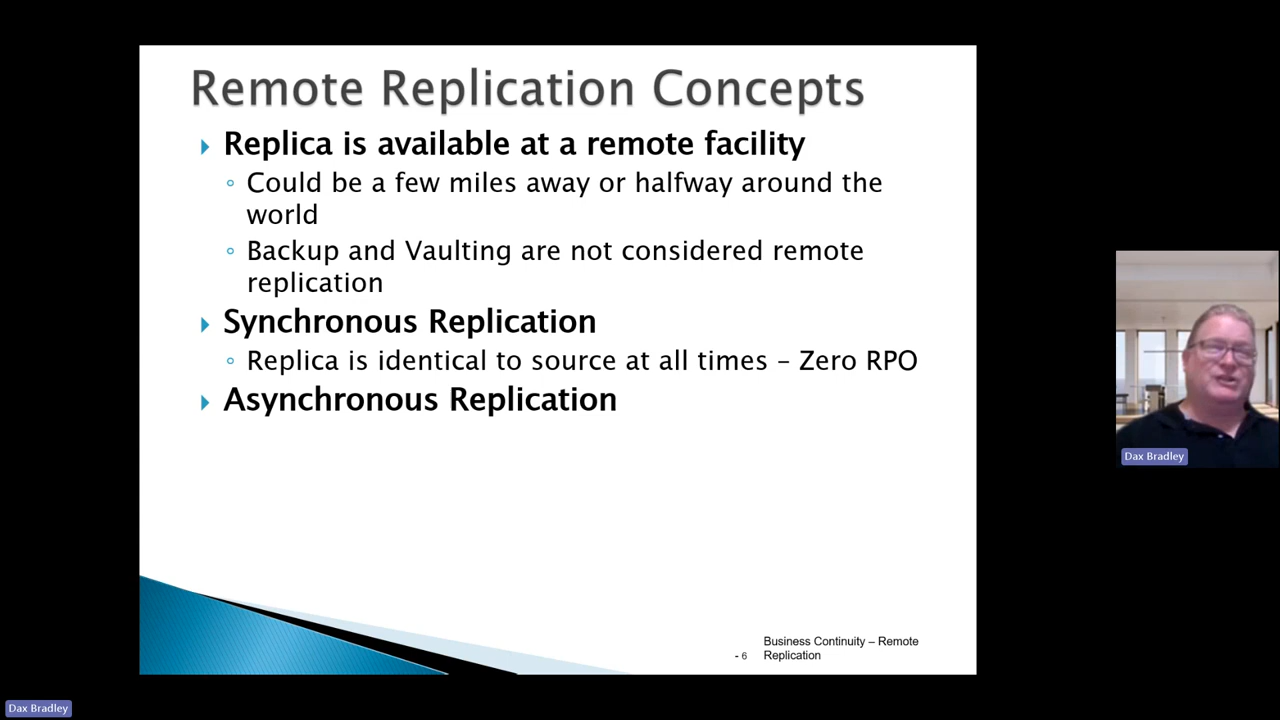 Remote Replication Concepts
Replica is available at a remote facility
Could be a few miles away or halfway around the
world
Backup and Vaulting are not considered remote
replication
Synchronous Replication
Replica is identical to source at all times – Zero RPO
Asynchronous Replication
- 6
Business Continuity – Remote
Replication
Dax Bradley
Dax Bradley